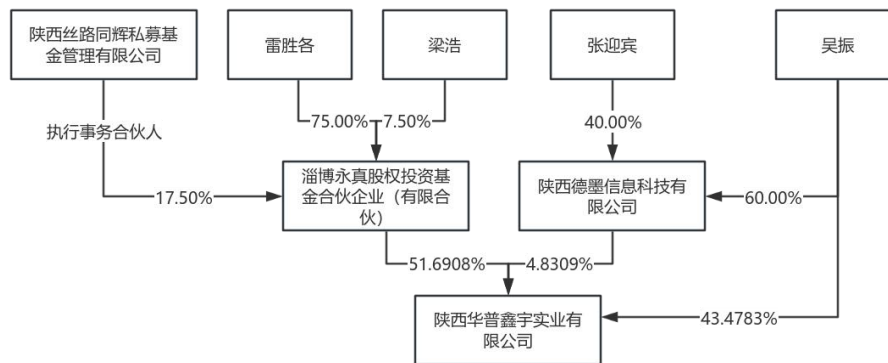 陕西丝路同辉私募基
金管理有限公司
雷胜各
梁浩
张迎宾
吴振
执行事务合伙人
75.00%
7.50%
40.00%
17.50%
淄博永真股权投资基
金合伙企业（有限合
伙）
陕西德墨信息科技有
限公司
60.00%
51.6908%
4.8309%
陕西华普鑫宇实业有
限公司
43.4783%